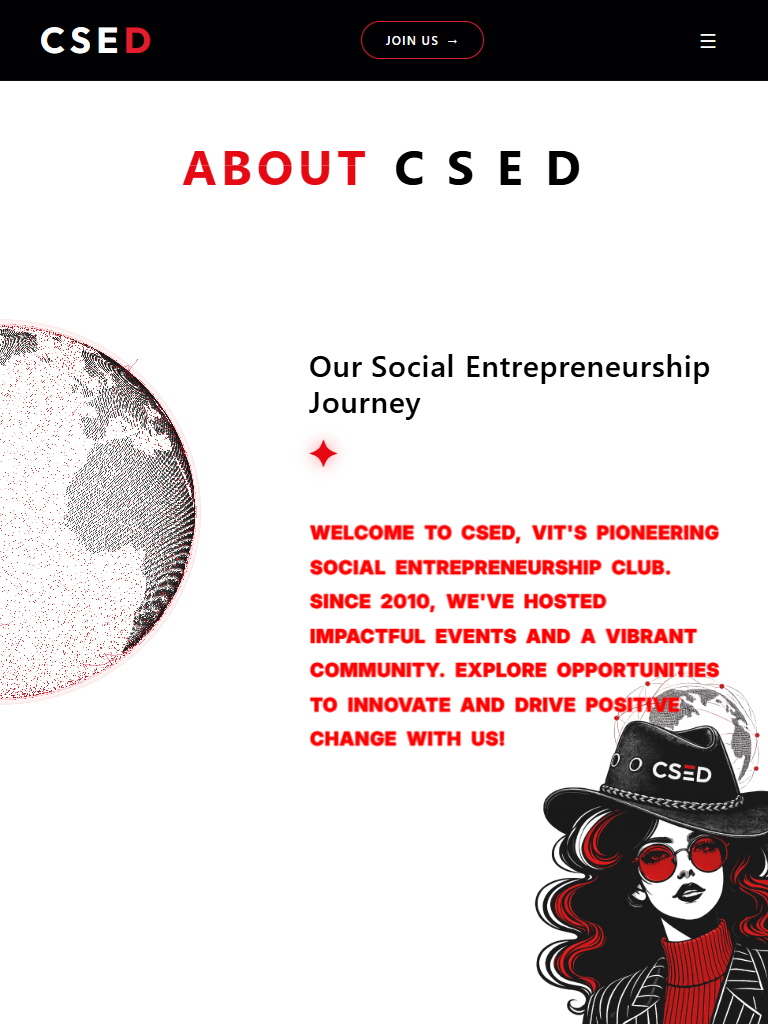 CSED
JOIN US →
☰
ABOUT CSED
Our Social Entrepreneurship
Journey
WELCOME TO CSED, VIT'S PIONEERING
SOCIAL ENTREPRENEURSHIP CLUB.
SINCE 2010, WE'VE HOSTED
IMPACTFUL EVENTS AND A VIBRANT
COMMUNITY. EXPLORE OPPORTUNITIES
TO INNOVATE AND DRIVE POSITIVE
CHANGE WITH US!
CSED